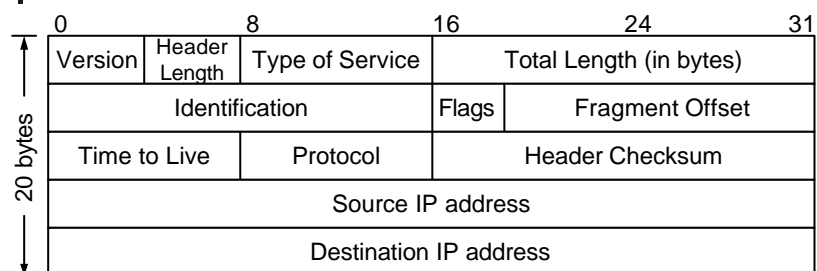 0 8 16 24 31
Version Header Length Type of Service Total Length (in bytes)
Identification Flags Fragment Offset
Time to Live Protocol Header Checksum
Source IP address
Destination IP address
20 bytes